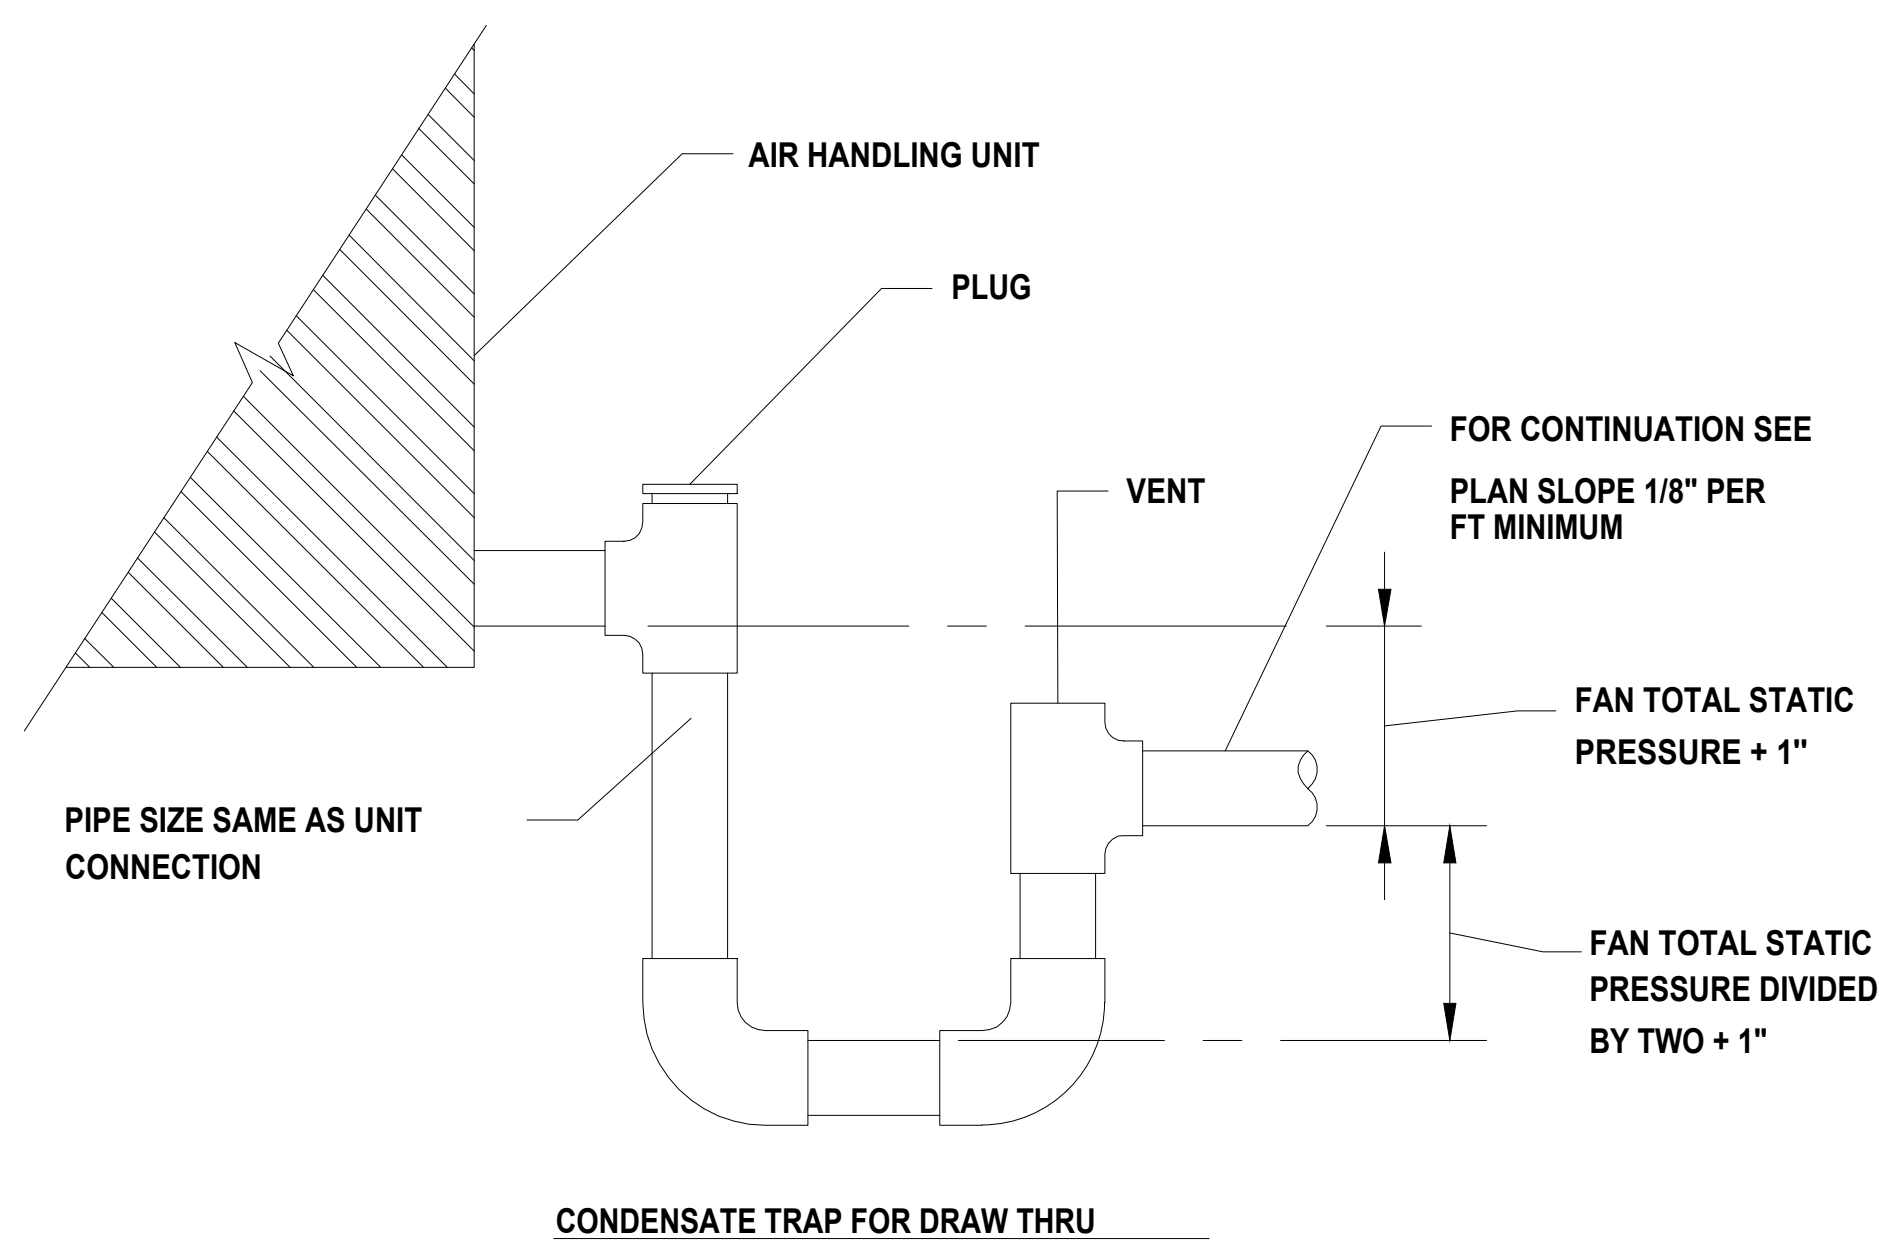 AIR HANDLING UNIT
PLUG
FOR CONTINUATION SEE
PLAN SLOPE 1/8" PER
FT MINIMUM
VENT
FAN TOTAL STATIC
PRESSURE + 1"
PIPE SIZE SAME AS UNIT
CONNECTION
FAN TOTAL STATIC
PRESSURE DIVIDED
BY TWO + 1"
CONDENSATE TRAP FOR DRAW THRU